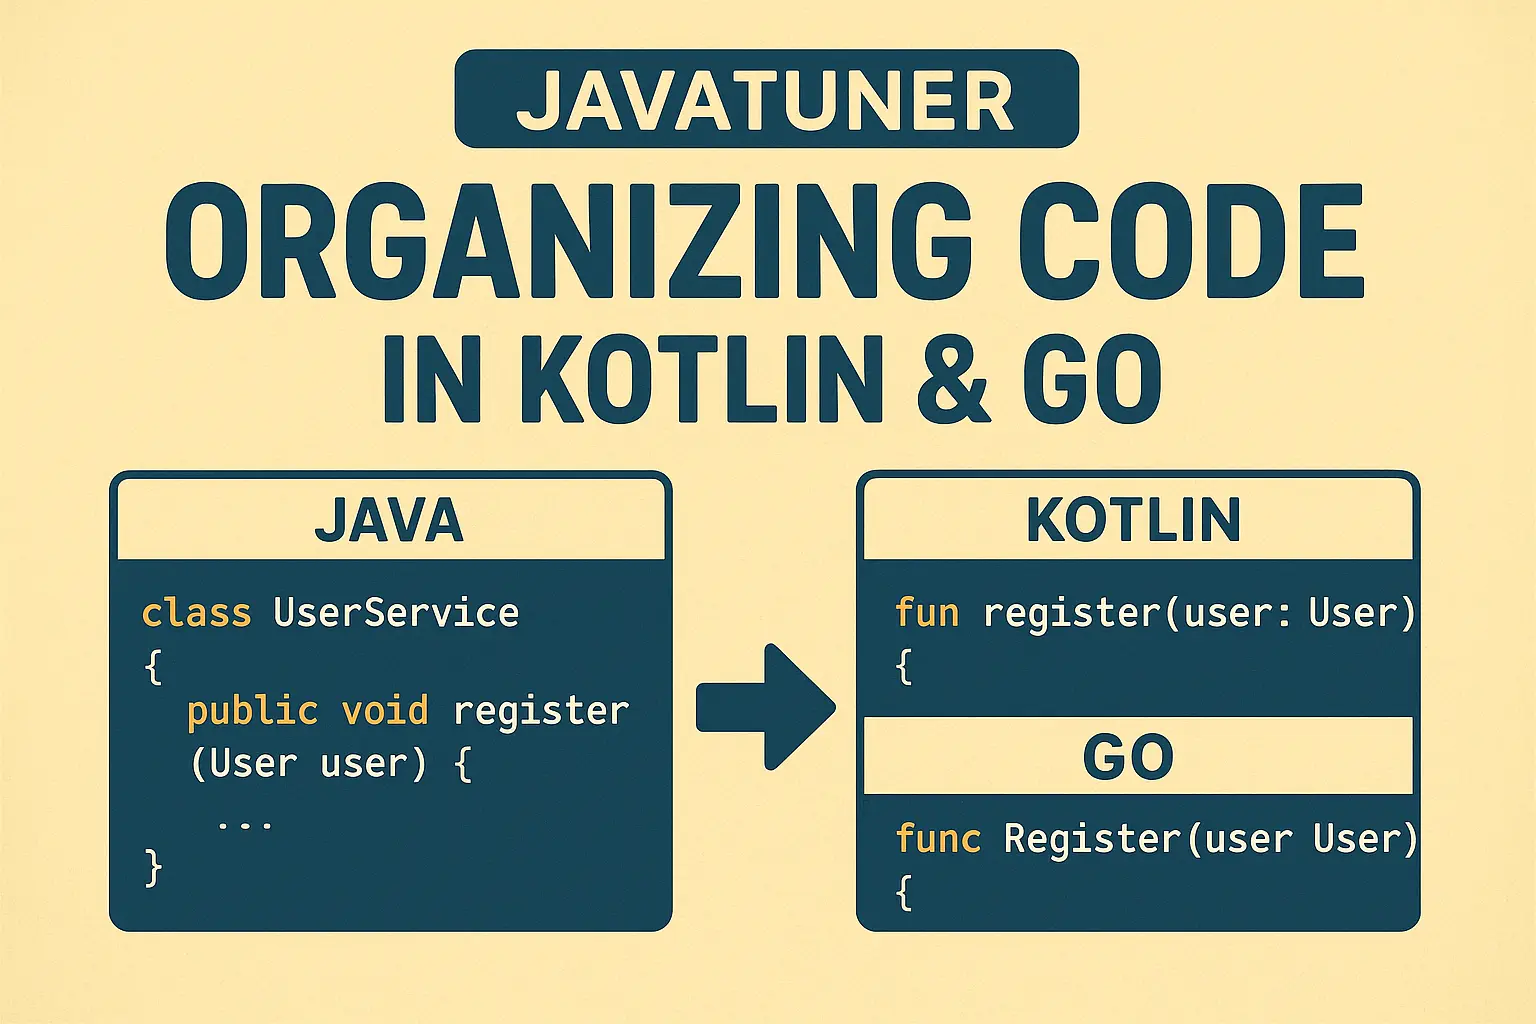 JAVATUNER
ORGANIZING CODE
IN KOTLIN & GO
JAVA
class UserService
{
public void register
(User user) {
...
}
KOTLIN
fun register(user: User)
{
GO
func Register(user User)
{